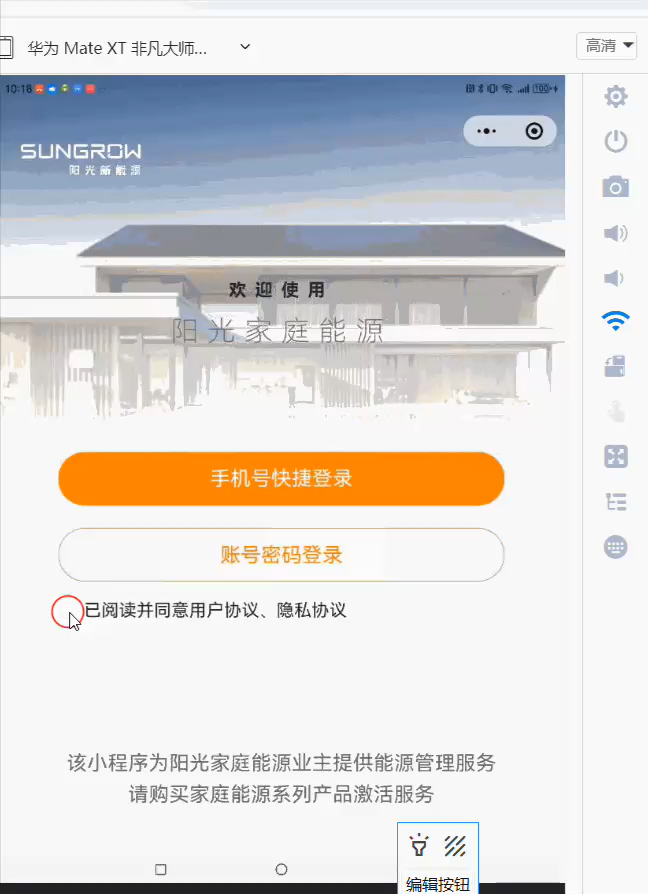 华为 Mate XT 非凡大师...
高清
10:18
100
SUNGROW
阳光新能源
欢迎使用
阳光家庭能源
手机号快捷登录
账号密码登录
已阅读并同意用户协议、隐私协议
该小程序为阳光家庭能源业主提供能源管理服务
请购买家庭能源系列产品激活服务
编辑按钮